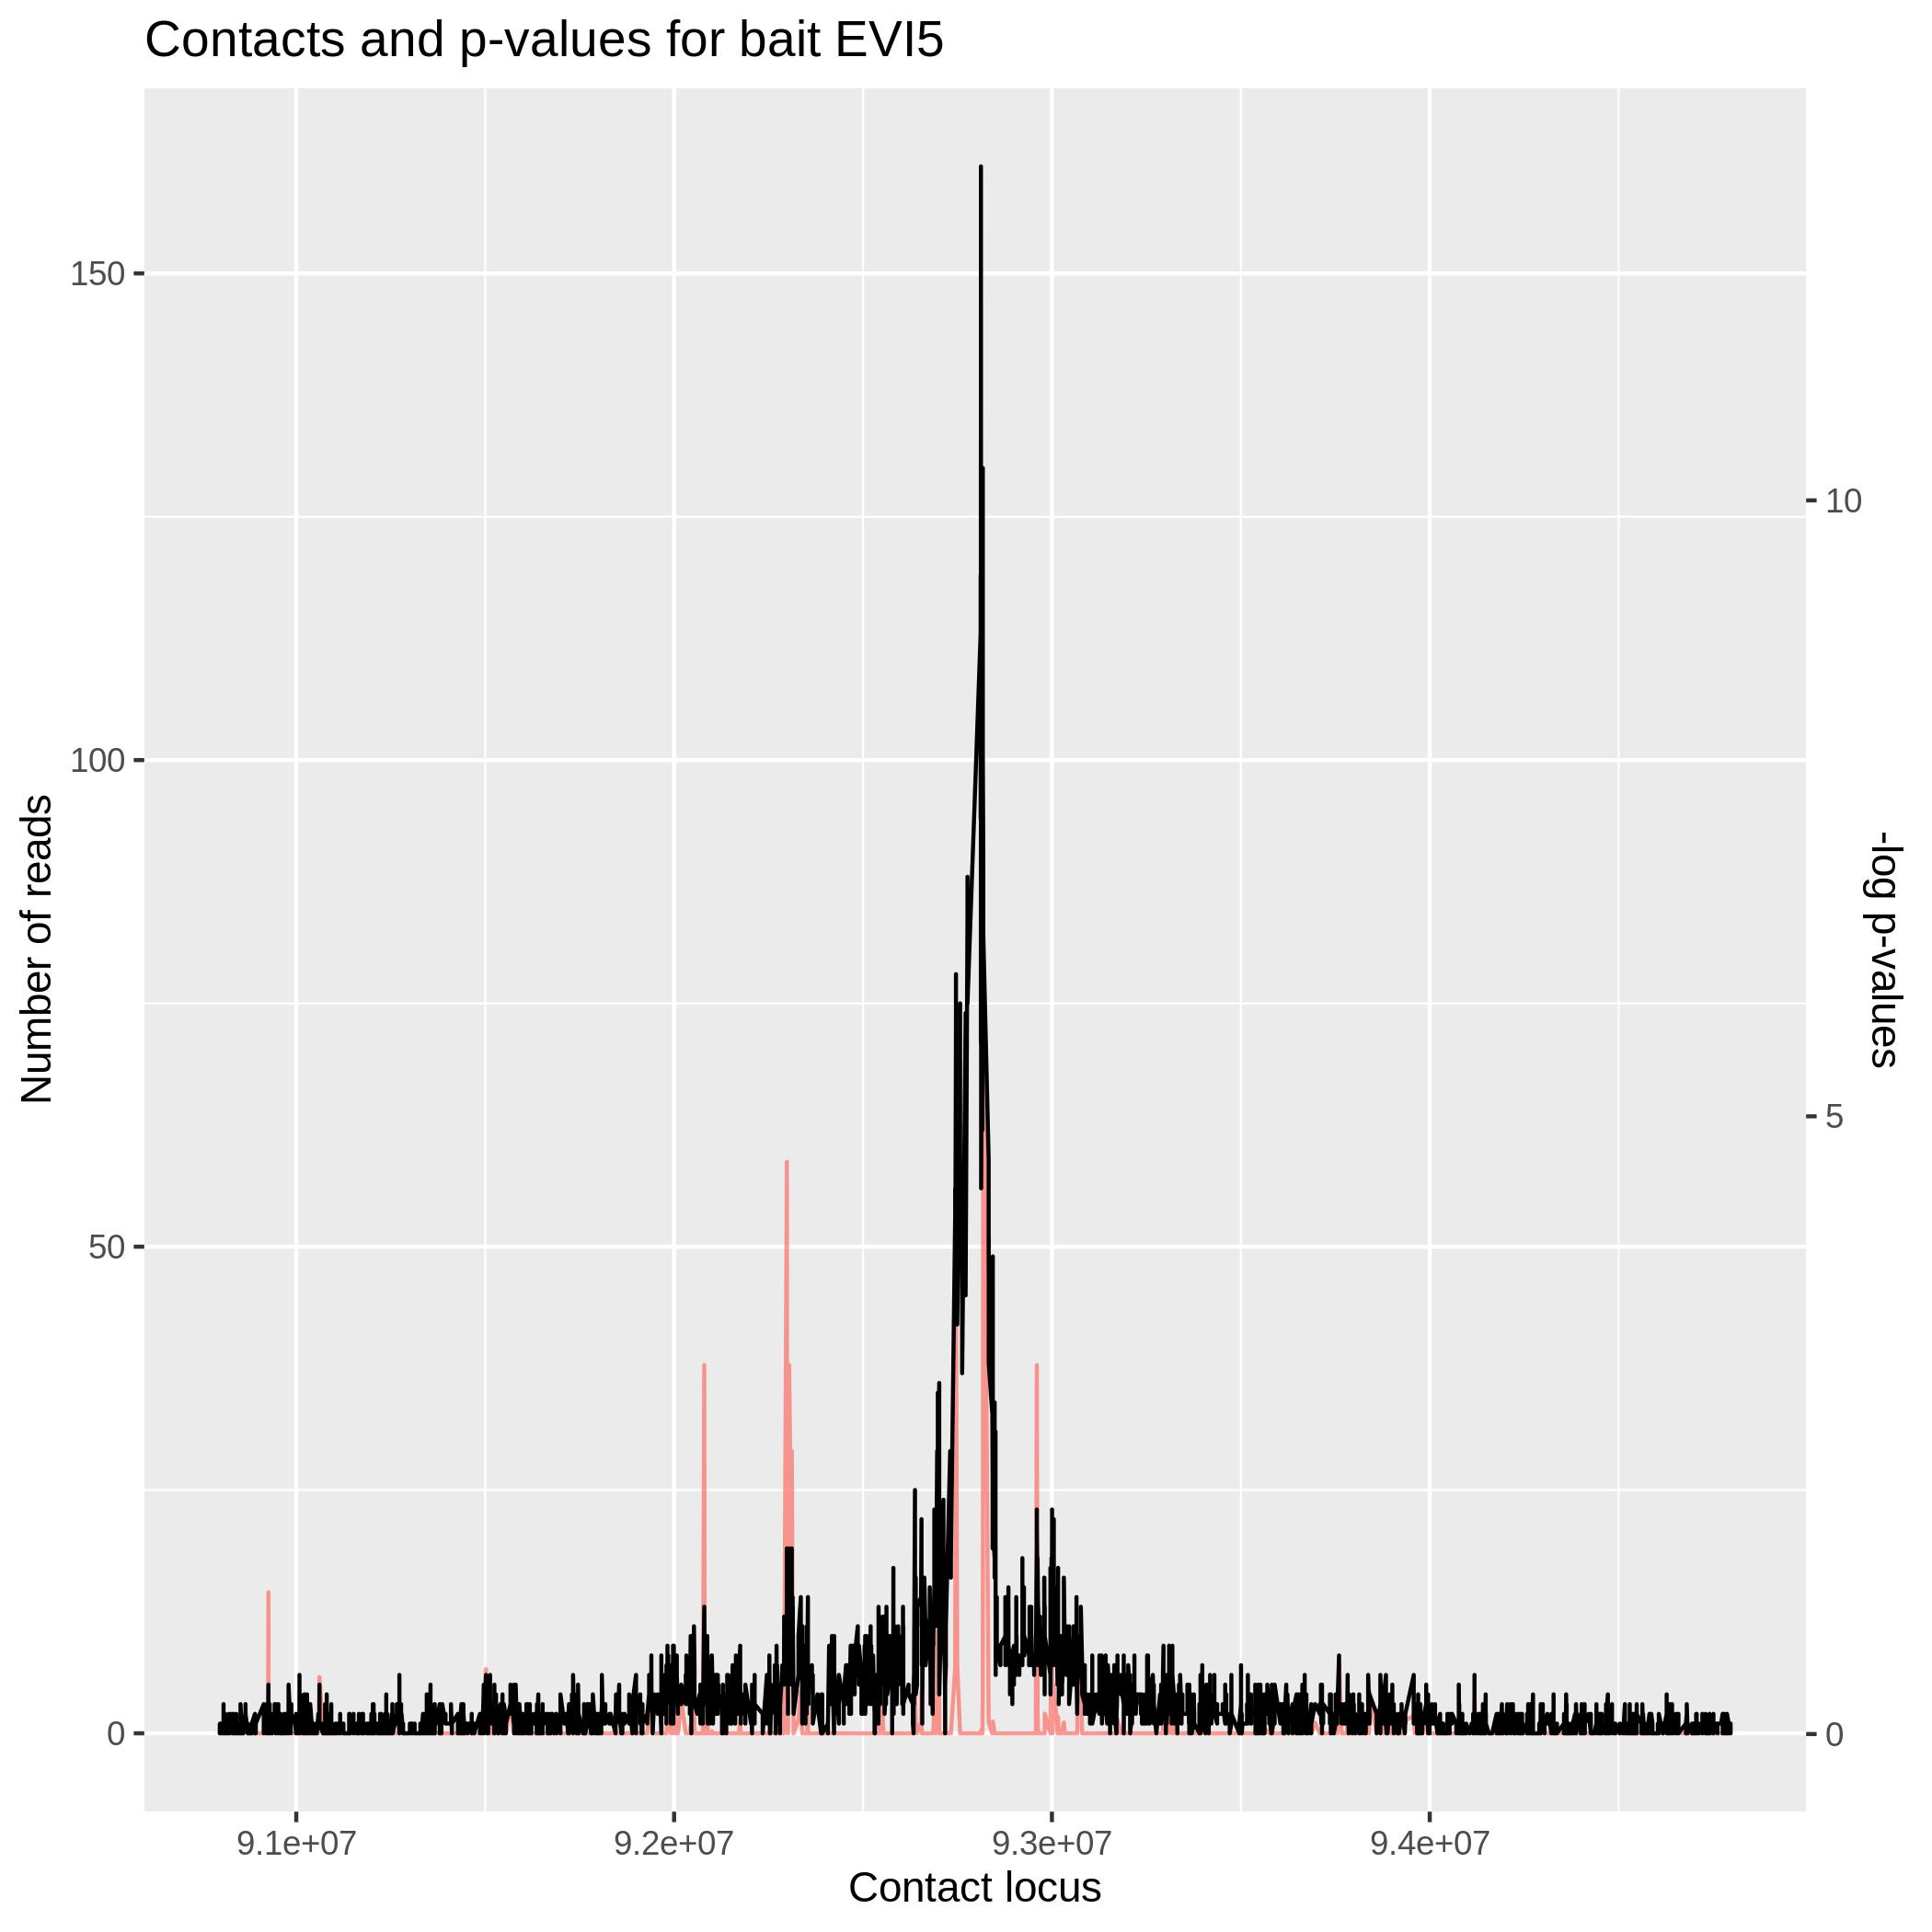 Contacts and p-values for bait EVI5
Number of reads
150
100
50
0
10
5
0
-log p-values
9.1e+07
9.2e+07
9.3e+07
9.4e+07
Contact locus